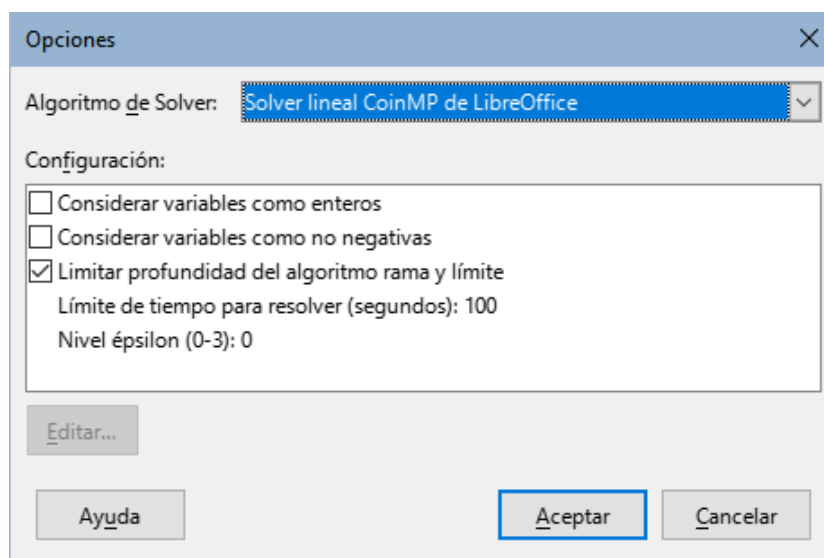 Opciones
Algoritmo de Solver: Solver lineal CoinMP de LibreOffice
Configuración:
Considerar variables como enteros
Considerar variables como no negativas
Limitar profundidad del algoritmo rama y límite
Límite de tiempo para resolver (segundos): 100
Nivel épsilon (0-3): 0
Editar...
Ayuda Aceptar Cancelar